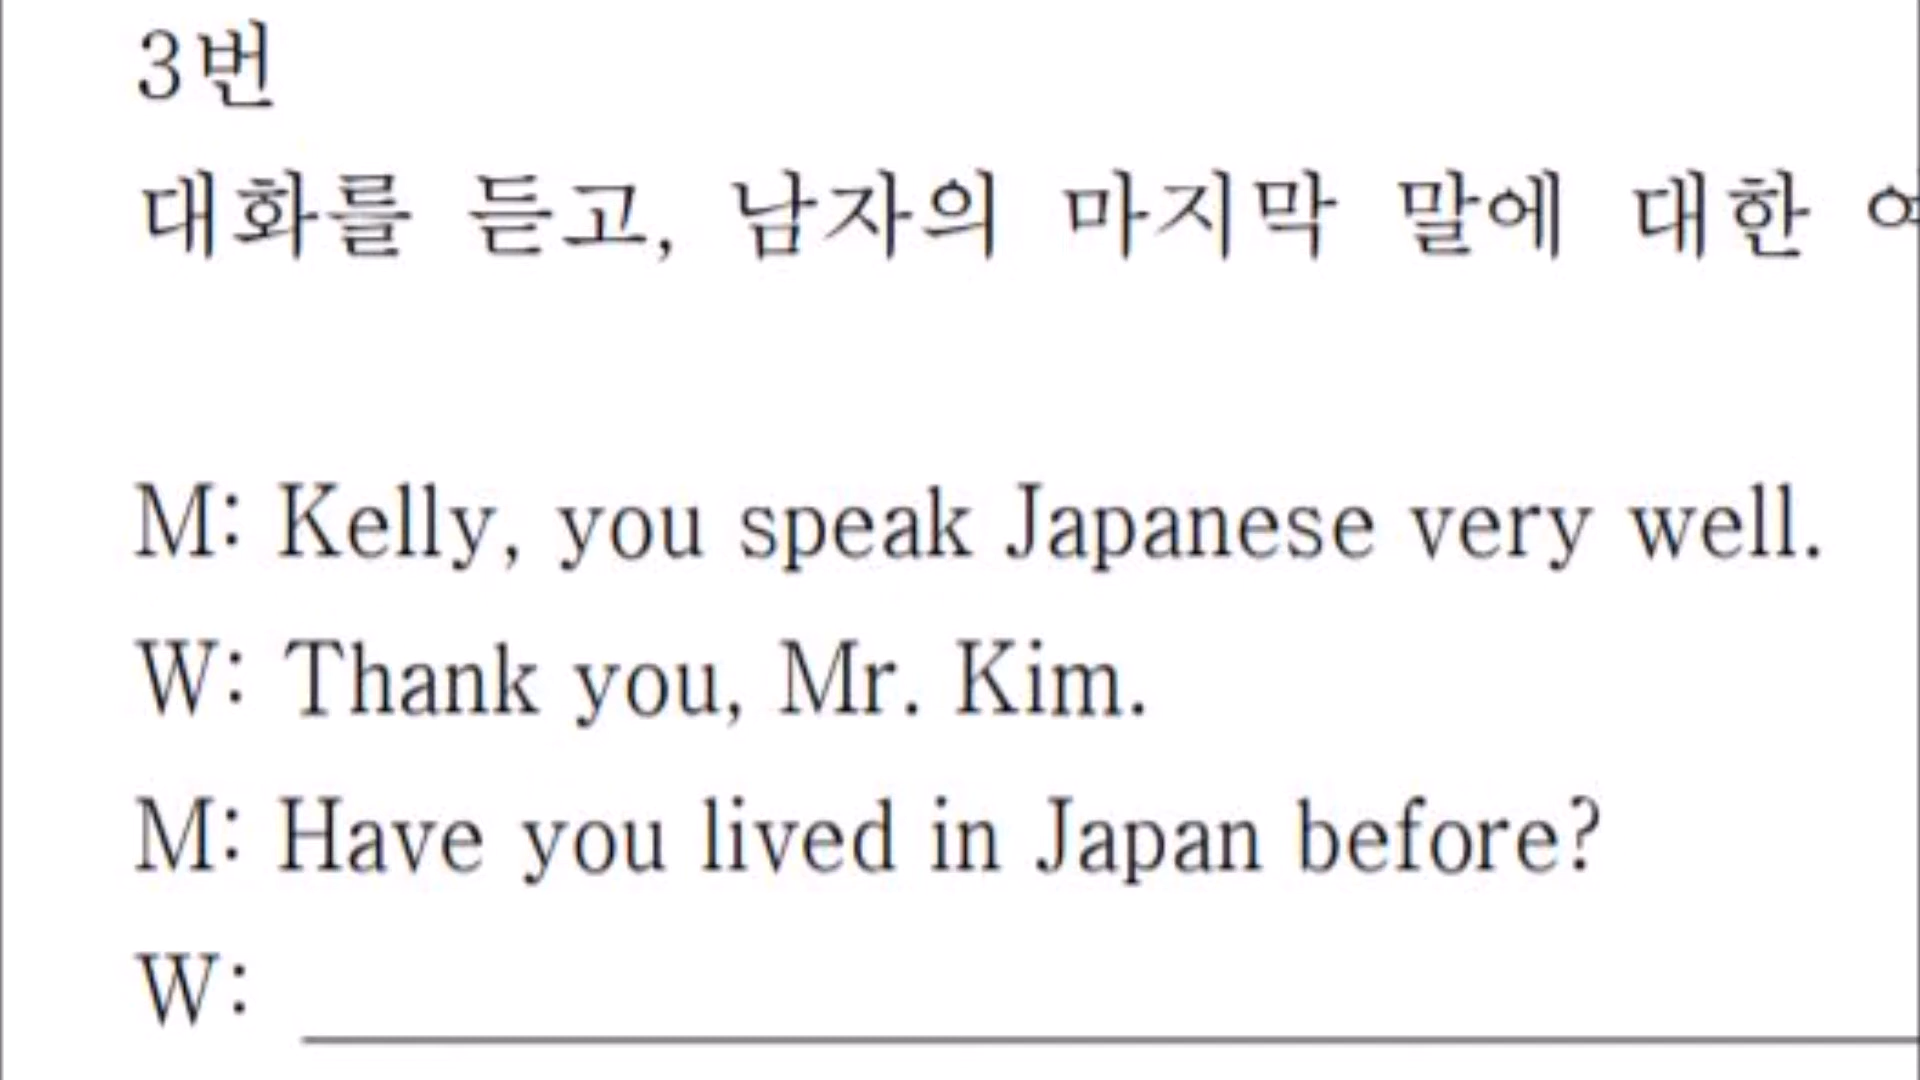 3번
대화를 듣고, 남자의 마지막 말에 대한
M: Kelly, you speak Japanese very well.
W: Thank you, Mr. Kim.
M: Have you lived in Japan before?
W: